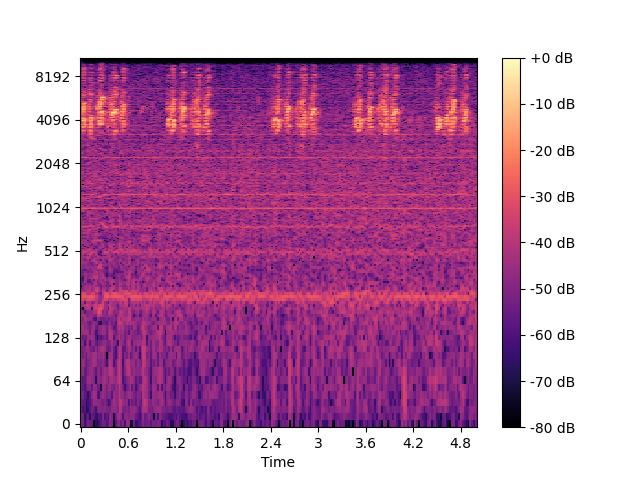 8192
4096
2048
1024
512
256
128
64
0
Hz
0 0.6 1.2 1.8 2.4 3 3.6 4.2 4.8
Time
+0 dB
-10 dB
-20 dB
-30 dB
-40 dB
-50 dB
-60 dB
-70 dB
-80 dB